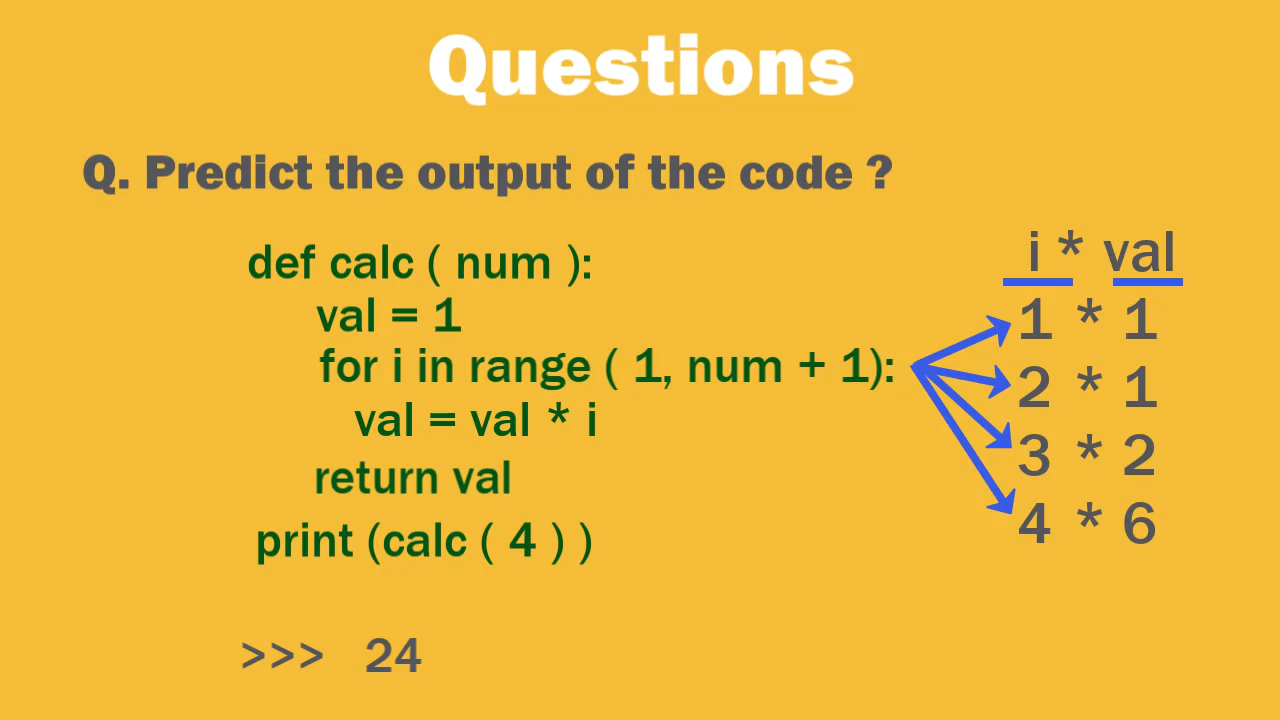 Questions
Q. Predict the output of the code ?
def calc ( num ):
val = 1
for i in range ( 1, num + 1):
val = val * i
return val
print (calc ( 4 ) )
>>> 24
i * val
1 * 1
2 * 1
3 * 2
4 * 6